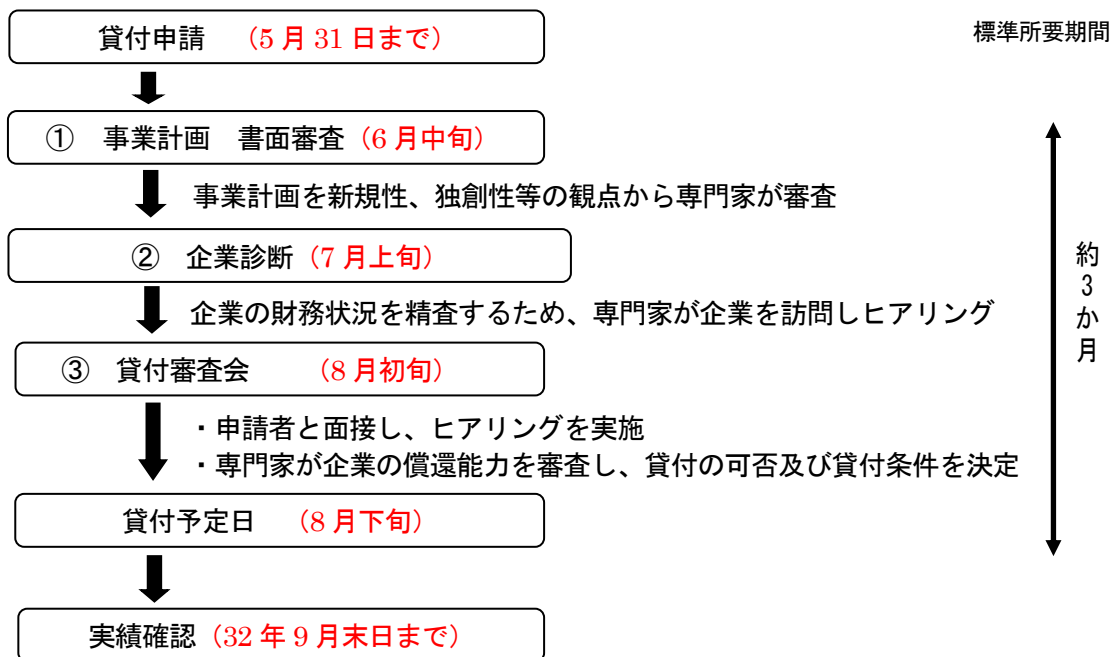 貸付申請 （5 月 31 日まで）
標準所要期間
① 事業計画 書面審査（6 月中旬）
事業計画を新規性、独創性等の観点から専門家が審査
② 企業診断（7 月上旬）
企業の財務状況を精査するため、専門家が企業を訪問しヒアリング
③ 貸付審査会 （8 月初旬）
・申請者と面接し、ヒアリングを実施
・専門家が企業の償還能力を審査し、貸付の可否及び貸付条件を決定
貸付予定日 （8 月下旬）
実績確認（32 年 9 月末日まで）
約３か月